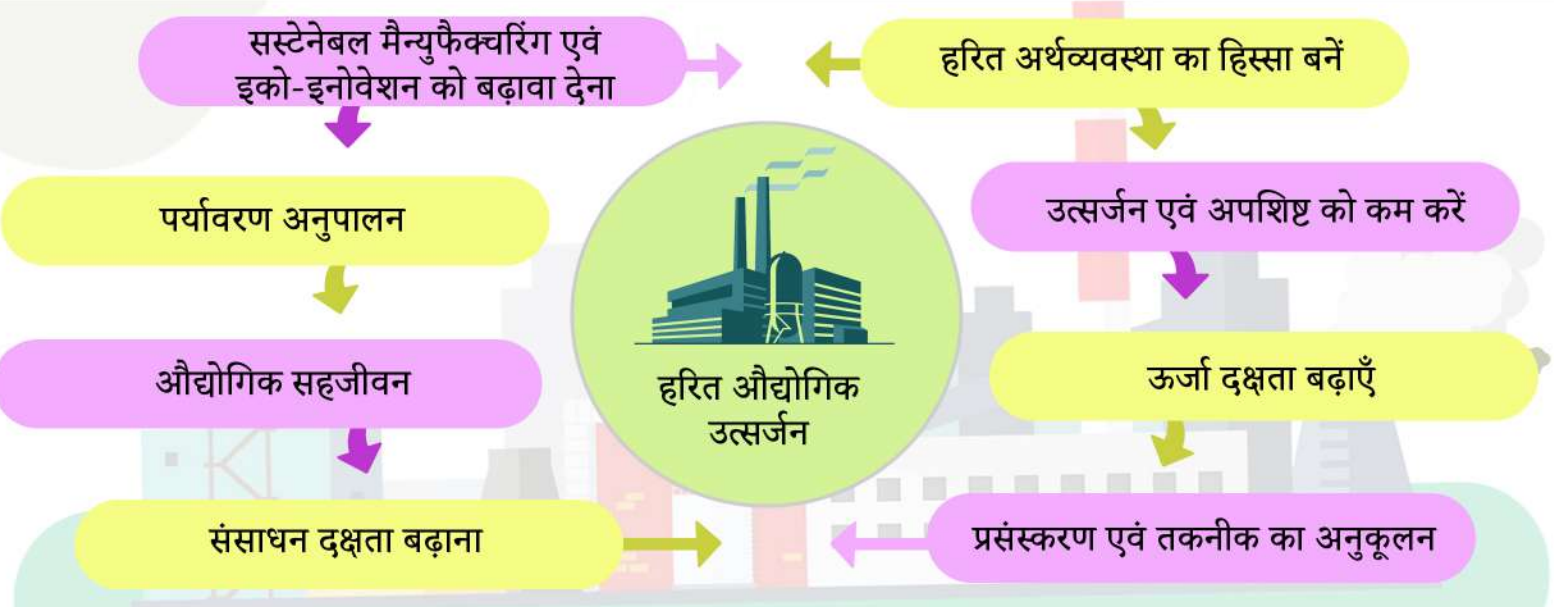 सस्टेनेबल मैन्युफैक्चरिंग एवं
इको-इनोवेशन को बढ़ावा देना
पर्यावरण अनुपालन
औद्योगिक सहजीवन
संसाधन दक्षता बढ़ाना
हरित औद्योगिक
उत्सर्जन
हरित अर्थव्यवस्था का हिस्सा बनें
उत्सर्जन एवं अपशिष्ट को कम करें
ऊर्जा दक्षता बढ़ाएँ
प्रसंस्करण एवं तकनीक का अनुकूलन